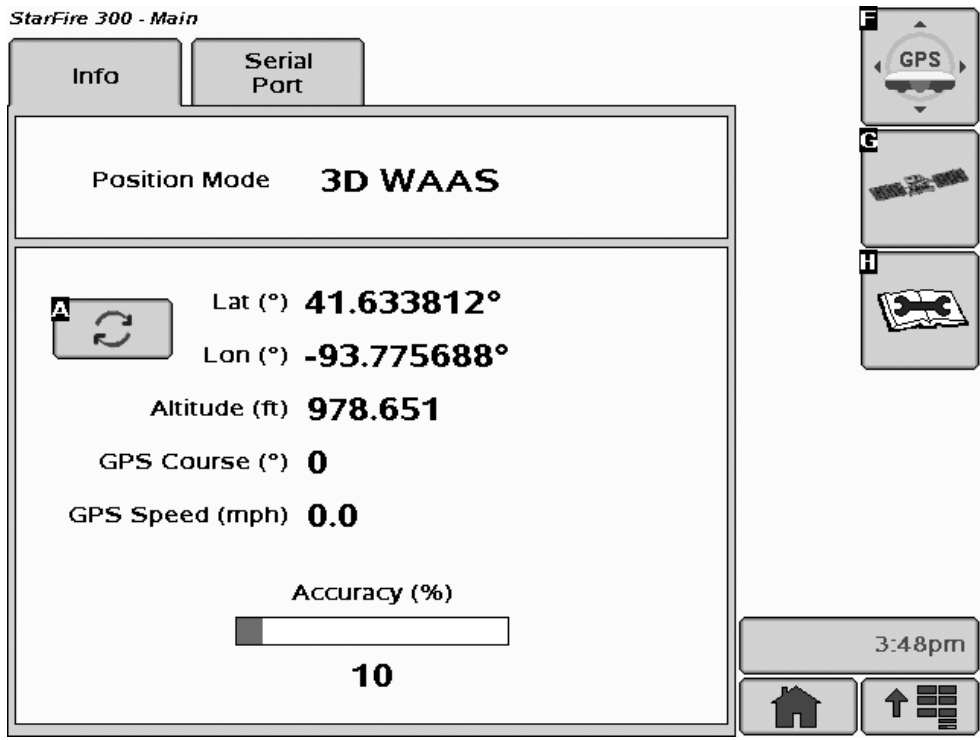 StarFire 300 - Main
Info
Serial
Port
Position Mode 3D WAAS
A
Lat (°) 41.633812°
Lon (°) -93.775688°
Altitude (ft) 978.651
GPS Course (°) 0
GPS Speed (mph) 0.0
Accuracy (%)
10
F
GPS
G
H
3:48pm